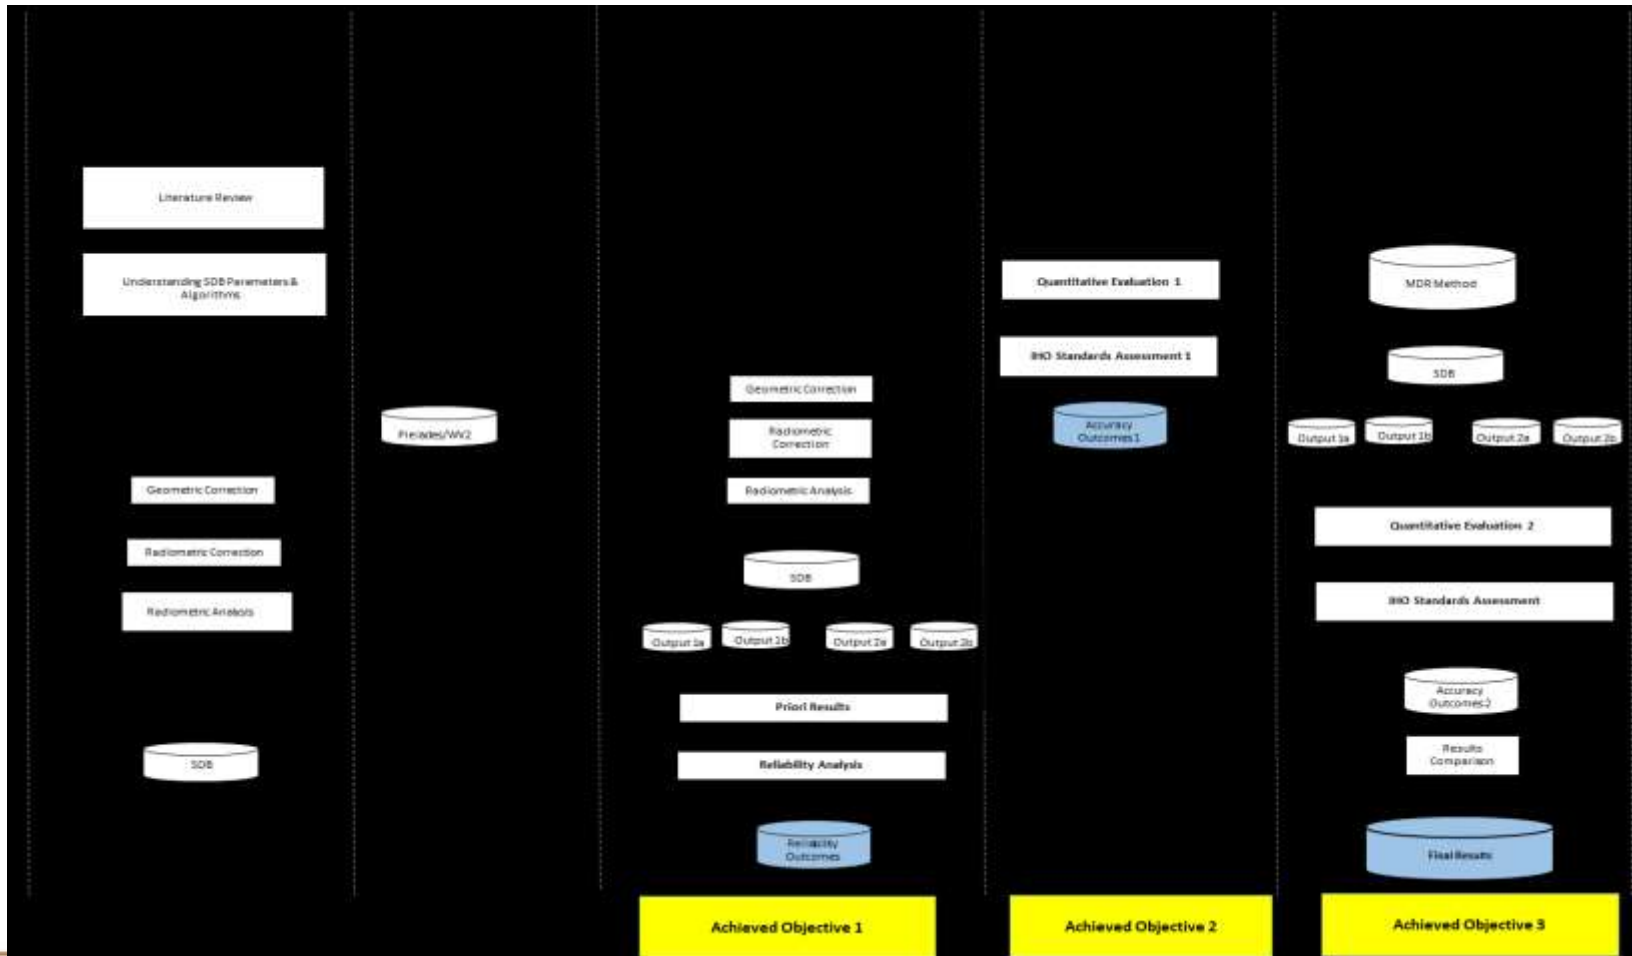 Literature Review
Understanding SDB Parameters &
Algorithms
Geometric Correction
Radiometric Correction
Radiometric Analysis
SDB
Pleiades/WV2
Geometric Correction
Radiometric
Correction
Radiometric Analysis
SDB
Output 1a
Output 1b
Output 2a
Output 2b
Priori Results
Reliability Analysis
Reliability
Outcomes
Achieved Objective 1
Quantitative Evaluation 1
IHO Standards Assessment 1
Accuracy
Outcomes 1
Achieved Objective 2
MDR Method
SDB
Output 1a
Output 1b
Output 2a
Output 2b
Quantitative Evaluation 2
IHO Standards Assessment
Accuracy
Outcomes 2
Results
Comparison
Final Results
Achieved Objective 3